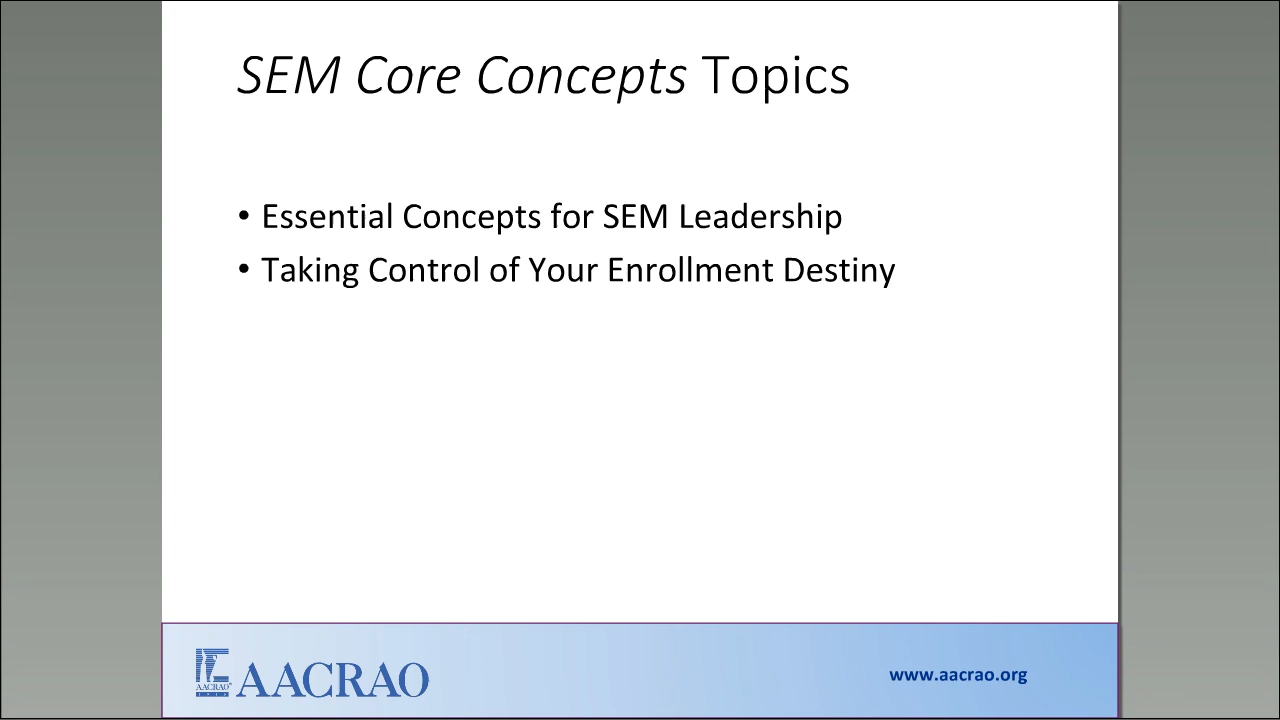 SEM Core Concepts Topics
• Essential Concepts for SEM Leadership
• Taking Control of Your Enrollment Destiny
AACRAO
AACRAO
www.aacrao.org